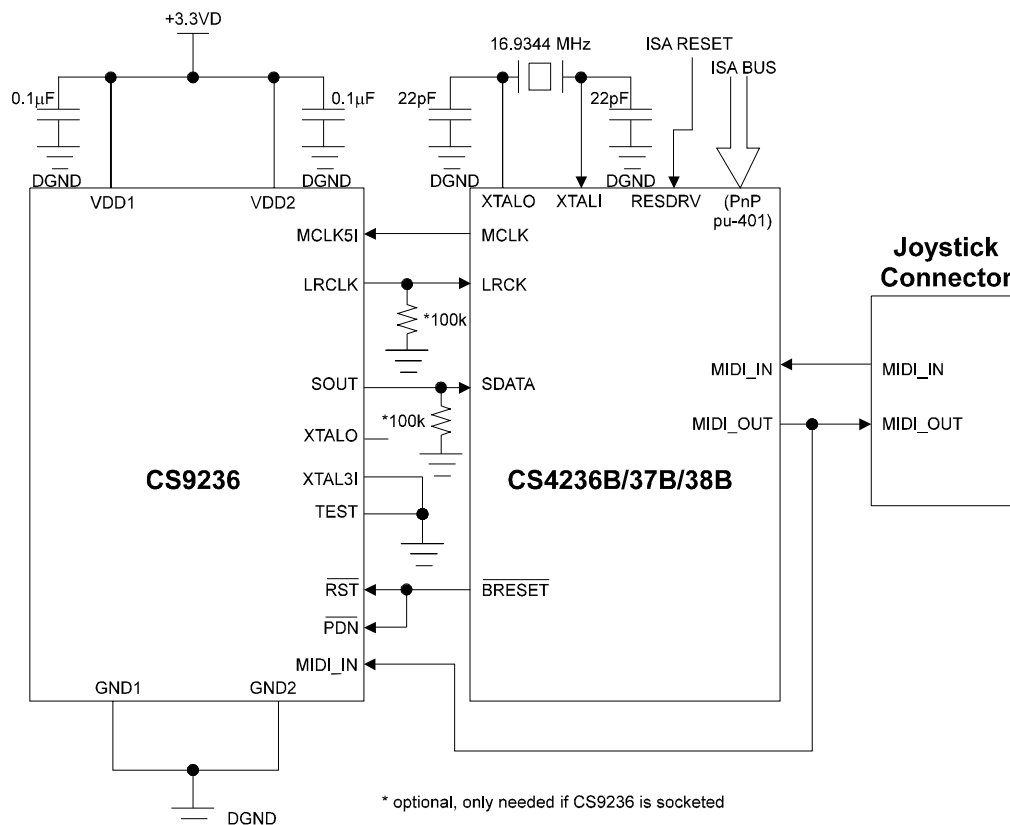 +3.3VD
16.9344 MHz
ISA RESET
ISA BUS
0.1µF
0.1µF
22pF
22pF
DGND
DGND
DGND
DGND
VDD1
VDD2
XTALO
XTALI
RESDRV
(PnP
pu-401)
MCLK5I
MCLK
Joystick
Connector
LRCLK
LRCK
*100k
MIDI_IN
MIDI_IN
SOUT
SDATA
*100k
MIDI_OUT
MIDI_OUT
XTALO
CS9236
XTAL3I
CS4236B/37B/38B
TEST
RST
BRESET
PDN
MIDI_IN
GND1
GND2
* optional, only needed if CS9236 is socketed
DGND